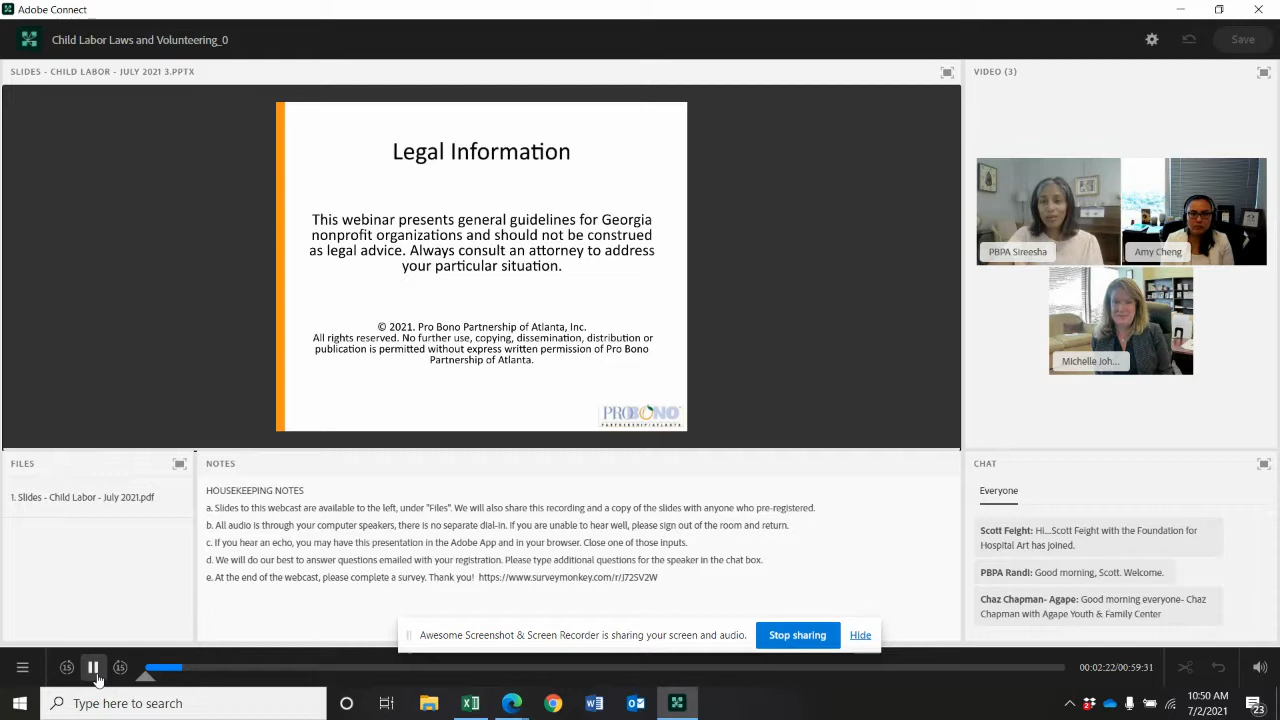 Adobe Connect
Child Labor Laws and Volunteering_0
Save
SLIDES - CHILD LABOR - JULY 2021 3.PPTX
Legal Information
This webinar presents general guidelines for Georgia
nonprofit organizations and should not be construed
as legal advice. Always consult an attorney to address
your particular situation.
© 2021. Pro Bono Partnership of Atlanta, Inc.
All rights reserved. No further use, copying, dissemination, distribution or
publication is permitted without express written permission of Pro Bono
Partnership of Atlanta.
PROBONO
PARTNERSHIP/ATLANTA
VIDEO (3)
PBPA Sireesha
Amy Cheng
Michelle Joh...
FILES
1. Slides - Child Labor - July 2021.pdf
NOTES
HOUSEKEEPING NOTES
a. Slides to this webcast are available to the left, under "Files". We will also share this recording and a copy of the slides with anyone who pre-registered.
b. All audio is through your computer speakers, there is no separate dial-in. If you are unable to hear well, please sign out of the room and return.
c. If you hear an echo, you may have this presentation in the Adobe App and in your browser. Close one of those inputs.
d. We will do our best to answer questions emailed with your registration. Please type additional questions for the speaker in the chat box.
e. At the end of the webcast, please complete a survey. Thank you! https://www.surveymonkey.com/r/J72SV2W
CHAT
Everyone
Scott Feight: Hi....Scott Feight with the Foundation for
Hospital Art has joined.
PBPA Randi: Good morning, Scott. Welcome.
Chaz Chapman- Agape: Good morning everyone- Chaz
Chapman with Agape Youth & Family Center
Awesome Screenshot & Screen Recorder is sharing your screen and audio.
Stop sharing
Hide
15
15
00:02:22/00:59:31
Type here to search
10:50 AM
7/2/2021
23